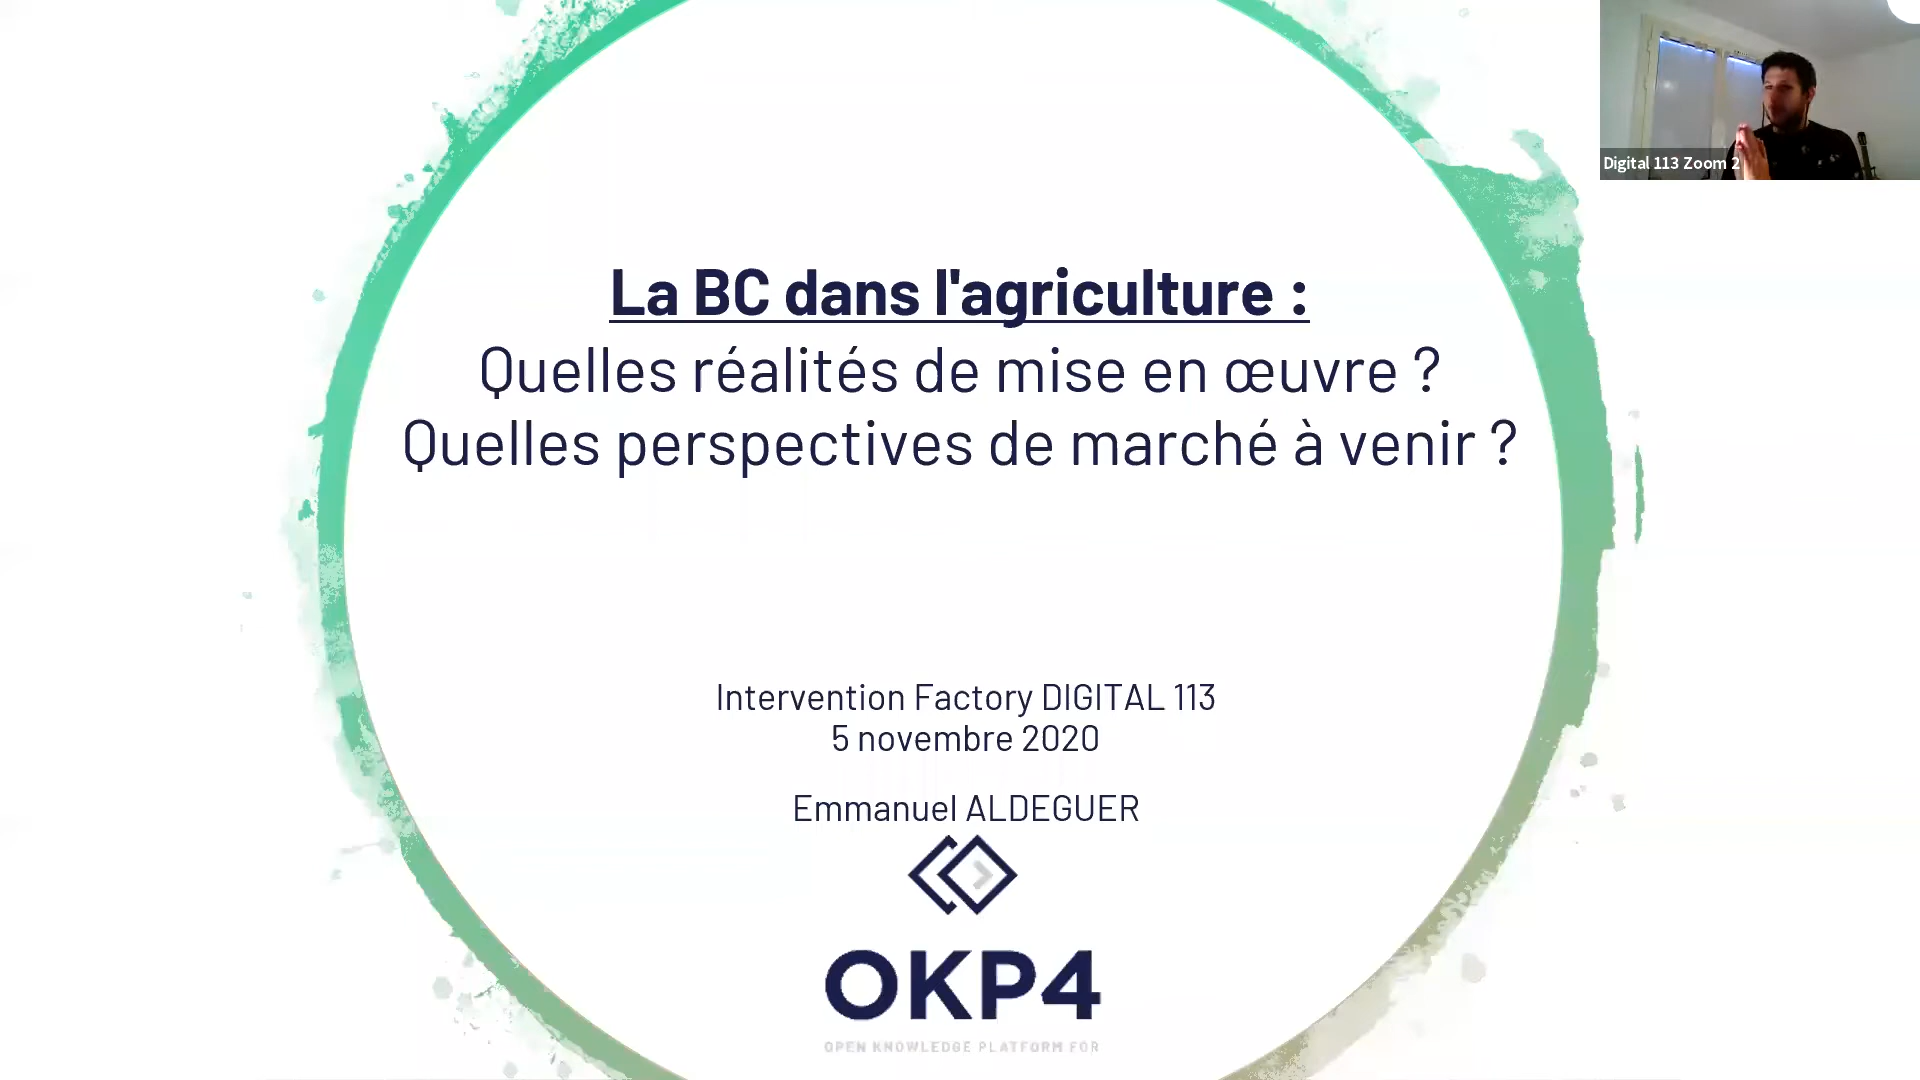 La BC dans l'agriculture :
Quelles réalités de mise en œuvre ?
Quelles perspectives de marché à venir ?
Intervention Factory DIGITAL 113
5 novembre 2020
Emmanuel ALDEGUER
OKP4
OPEN KNOWLEDGE PLATFORM FOR
Digital 113 Zoom 2